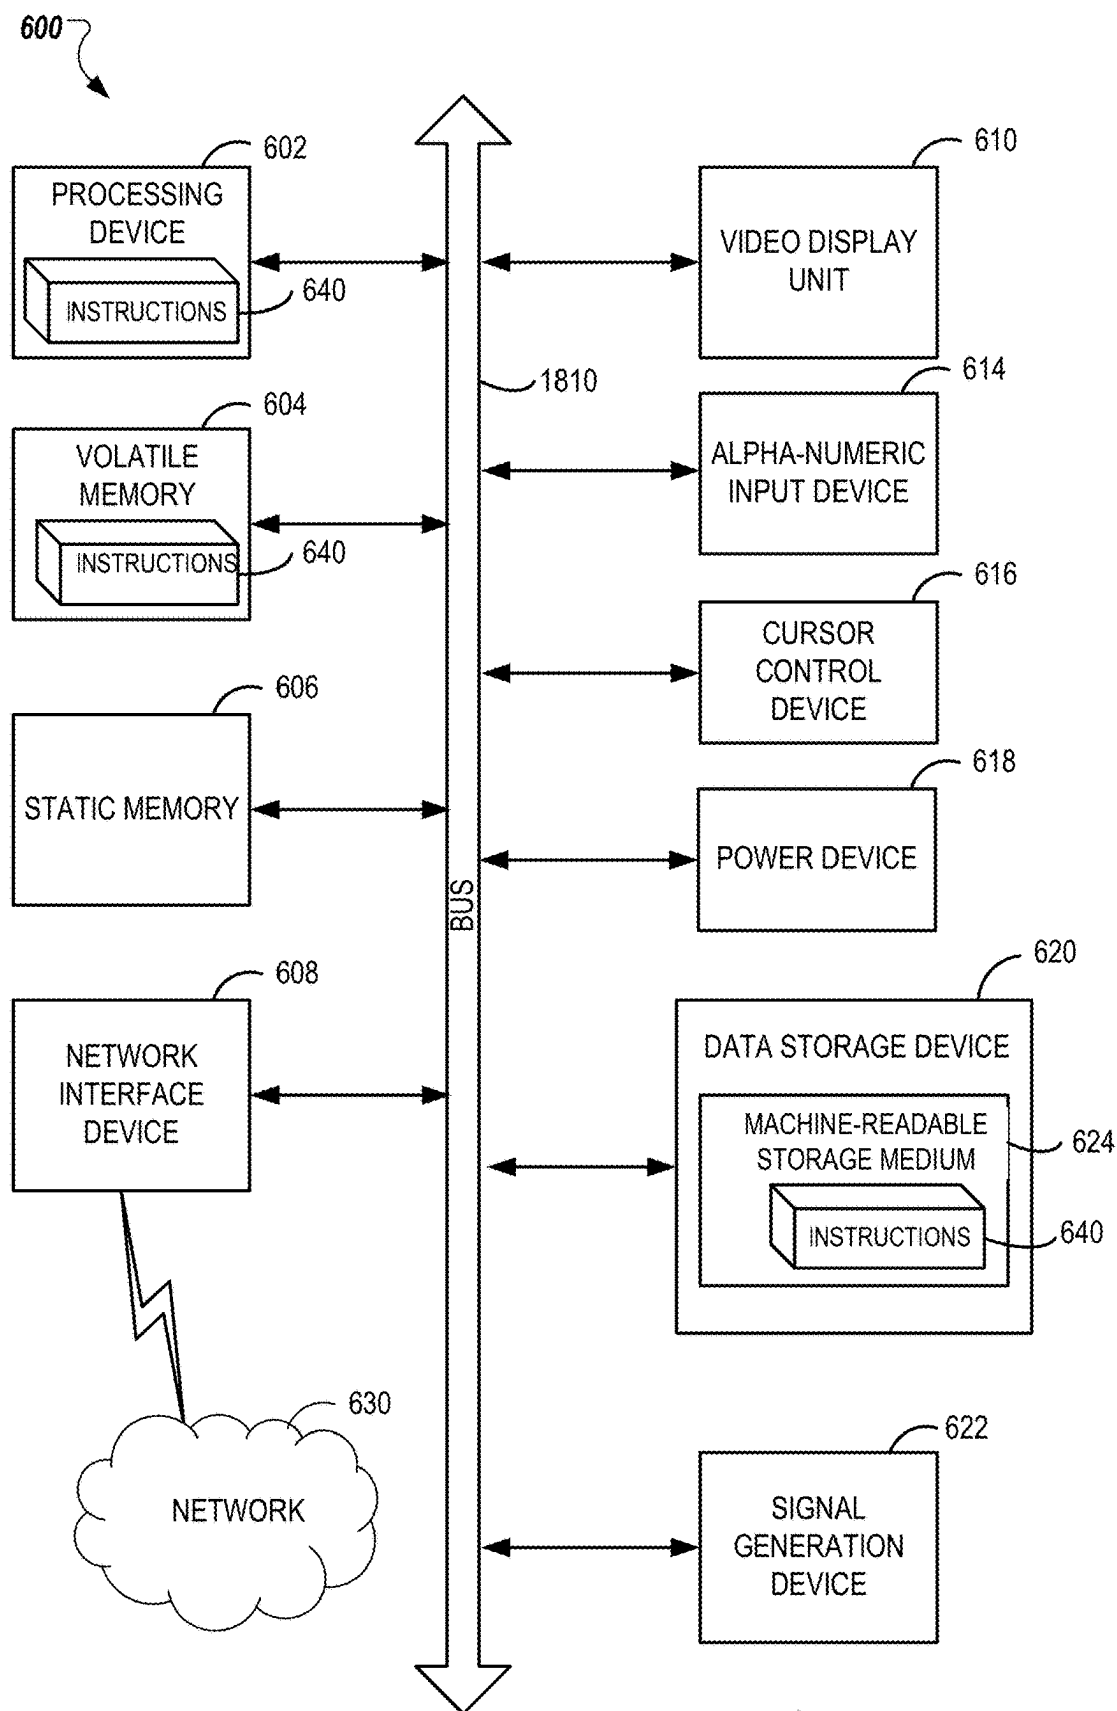 600
602
PROCESSING
DEVICE
INSTRUCTIONS
640
604
VOLATILE
MEMORY
INSTRUCTIONS
640
606
STATIC MEMORY
608
NETWORK
INTERFACE
DEVICE
630
NETWORK
1810
BUS
610
VIDEO DISPLAY
UNIT
614
ALPHA-NUMERIC
INPUT DEVICE
616
CURSOR
CONTROL
DEVICE
618
POWER DEVICE
620
DATA STORAGE DEVICE
MACHINE-READABLE
STORAGE MEDIUM
624
INSTRUCTIONS
640
622
SIGNAL
GENERATION
DEVICE